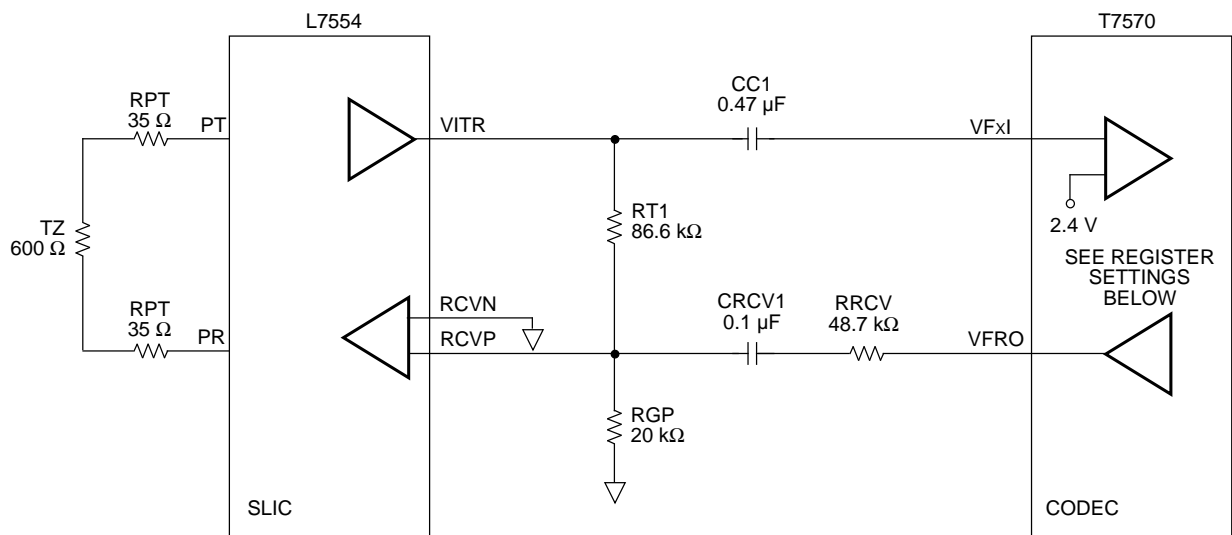 L7554
T7570
RPT
35 Ω
PT
VITR
CC1
0.47 µF
VFxI
TZ
600 Ω
RT1
86.6 kΩ
2.4 V
SEE REGISTER
SETTINGS
BELOW
RPT
35 Ω
PR
RCVN
RCVP
CRCV1
0.1 µF
RRCV
48.7 kΩ
VFRO
RGP
20 kΩ
SLIC
CODEC